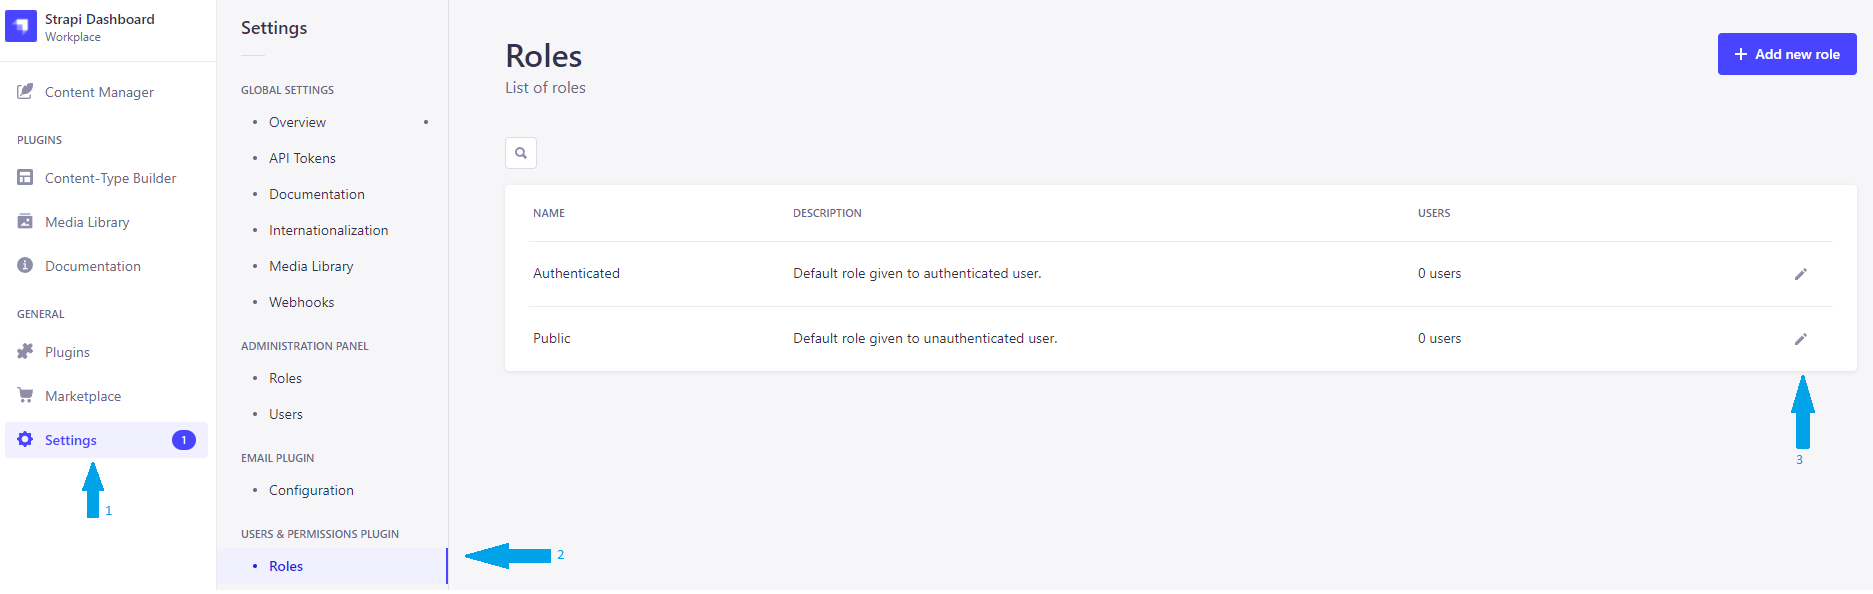 Strapi Dashboard
Workplace
Content Manager
PLUGINS
Content-Type Builder
Media Library
Documentation
GENERAL
Plugins
Marketplace
Settings 1
1
Settings
GLOBAL SETTINGS
Overview
API Tokens
Documentation
Internationalization
Media Library
Webhooks
ADMINISTRATION PANEL
Roles
Users
EMAIL PLUGIN
Configuration
USERS & PERMISSIONS PLUGIN
Roles
2
Roles
List of roles
Add new role
NAME DESCRIPTION USERS
Authenticated Default role given to authenticated user. 0 users
Public Default role given to unauthenticated user. 0 users
3